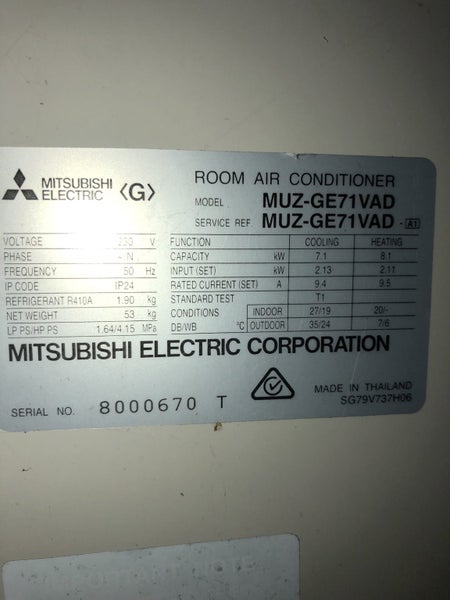 MITSUBISHI ELECTRIC ⟨G⟩
ROOM AIR CONDITIONER
MODEL MUZ-GE71VAD
SERVICE REF. MUZ-GE71VAD - A1
VOLTAGE 230 V
PHASE ~ N
FREQUENCY 50 Hz
IP CODE IP24
REFRIGERANT R410A 1.90 kg
NET WEIGHT 53 kg
LP PS/HP PS 1.64/4.15 MPa
FUNCTION COOLING HEATING
CAPACITY kW 7.1 8.1
INPUT (SET) kW 2.13 2.11
RATED CURRENT (SET) A 9.4 9.5
STANDARD TEST T1
CONDITIONS INDOOR 27/19 20/-
DB/WB °C OUTDOOR 35/24 7/6
MITSUBISHI ELECTRIC CORPORATION
MADE IN THAILAND
SG79V737H06
SERIAL NO. 8000670 T
IMPORTANT NOTE